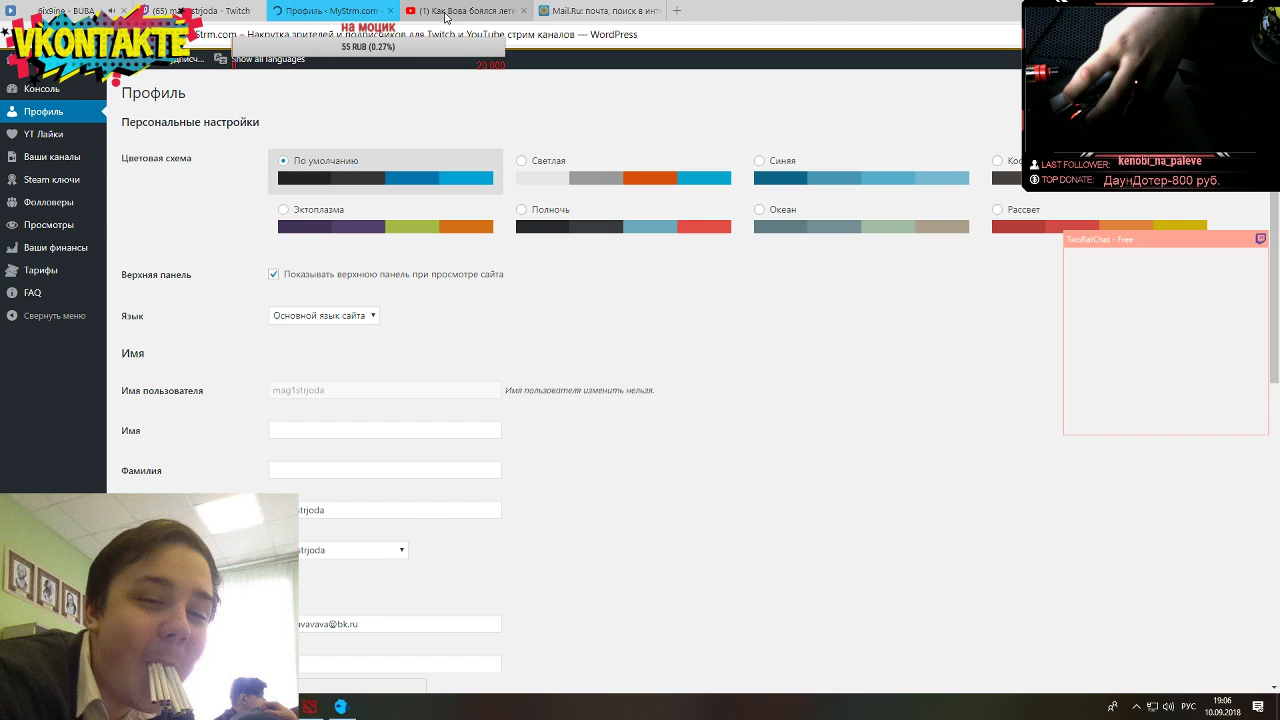 6ix9ine - BUBA
(65) mag1strjoda - Twitch
Профиль - MyStrm.com —
(1) Как Вова боялся лете
Mail.Ru: почта, поиск в инте
Strm.com – Накрутка зрителей и подписчиков для Twitch и YouTube стрим каналов — WordPress
на моцик
55 RUB (0.27%)
0
20 000
VKONTAKTE
Show all languages
Консоль
Профиль
YT Лайки
Ваши каналы
Steam ключи
Фолловеры
Просмотры
Ваши финансы
Тарифы
FAQ
Свернуть меню
Профиль
Персональные настройки
Цветовая схема
По умолчанию
Светлая
Синяя
Эктоплазма
Полночь
Океан
Рассвет
Верхняя панель
Показывать верхнюю панель при просмотре сайта
Язык
Основной язык сайта
Имя
Имя пользователя
mag1strjoda
Имя пользователя изменить нельзя.
Имя
Фамилия
strjoda
strjoda
vavava@bk.ru
LAST FOLLOWER:
kenobi_na_paleve
TOP DONATE:
ДаунДотер-800 руб.
TwoRatChat - Free
РУС
19:06
10.09.2018